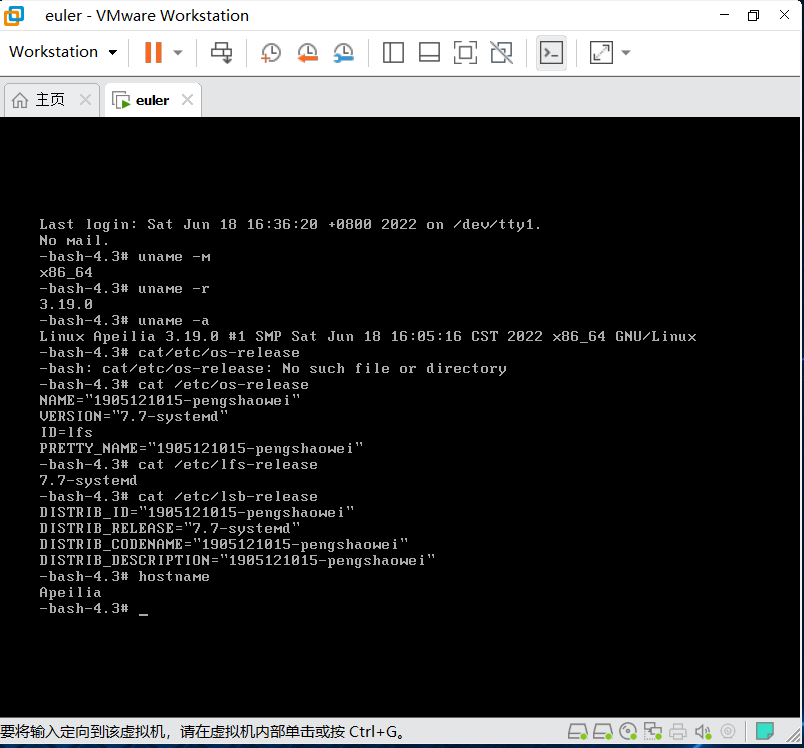 euler - VMware Workstation
Workstation
主页
euler
Last login: Sat Jun 18 16:36:20 +0800 2022 on /dev/tty1.
No mail.
-bash-4.3# uname -m
x86_64
-bash-4.3# uname -r
3.19.0
-bash-4.3# uname -a
Linux Apeilia 3.19.0 #1 SMP Sat Jun 18 16:05:16 CST 2022 x86_64 GNU/Linux
-bash-4.3# cat/etc/os-release
-bash: cat/etc/os-release: No such file or directory
-bash-4.3# cat /etc/os-release
NAME="1905121015-pengshaowei"
VERSION="7.7-systemd"
ID=lfs
PRETTY_NAME="1905121015-pengshaowei"
-bash-4.3# cat /etc/lfs-release
7.7-systemd
-bash-4.3# cat /etc/lsb-release
DISTRIB_ID="1905121015-pengshaowei"
DISTRIB_RELEASE="7.7-systemd"
DISTRIB_CODENAME="1905121015-pengshaowei"
DISTRIB_DESCRIPTION="1905121015-pengshaowei"
-bash-4.3# hostname
Apeilia
-bash-4.3# _
要将输入定向到该虚拟机，请在虚拟机内部单击或按 Ctrl+G。